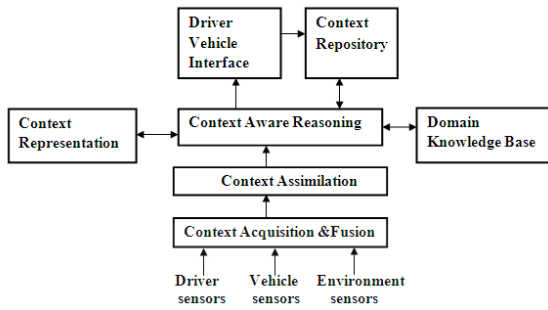 Driver
Vehicle
Interface
Context
Repository
Context
Representation
Context Aware Reasoning
Domain
Knowledge Base
Context Assimilation
Context Acquisition &Fusion
Driver
sensors
Vehicle
sensors
Environment
sensors